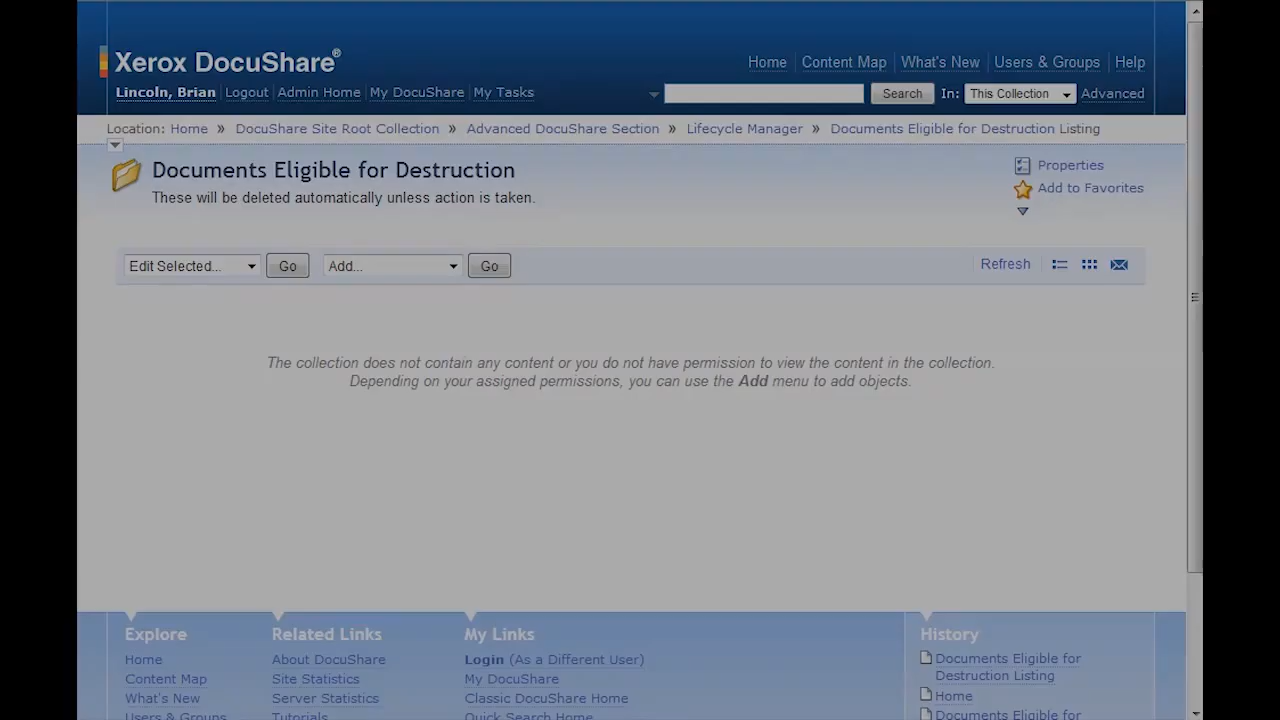 Xerox DocuShare®
Home Content Map What's New Users & Groups Help
Lincoln, Brian Logout Admin Home My DocuShare My Tasks
Search In: This Collection Advanced
Location: Home » DocuShare Site Root Collection » Advanced DocuShare Section » Lifecycle Manager » Documents Eligible for Destruction Listing
Documents Eligible for Destruction
These will be deleted automatically unless action is taken.
Properties
Add to Favorites
Edit Selected... Go Add... Go Refresh
The collection does not contain any content or you do not have permission to view the content in the collection.
Depending on your assigned permissions, you can use the Add menu to add objects.
Explore
Home
Content Map
What's New
Users & Groups
Related Links
About DocuShare
Site Statistics
Server Statistics
Tutorials
My Links
Login (As a Different User)
My DocuShare
Classic DocuShare Home
Quick Search Home
History
Documents Eligible for
Destruction Listing
Home
Documents Eligible for